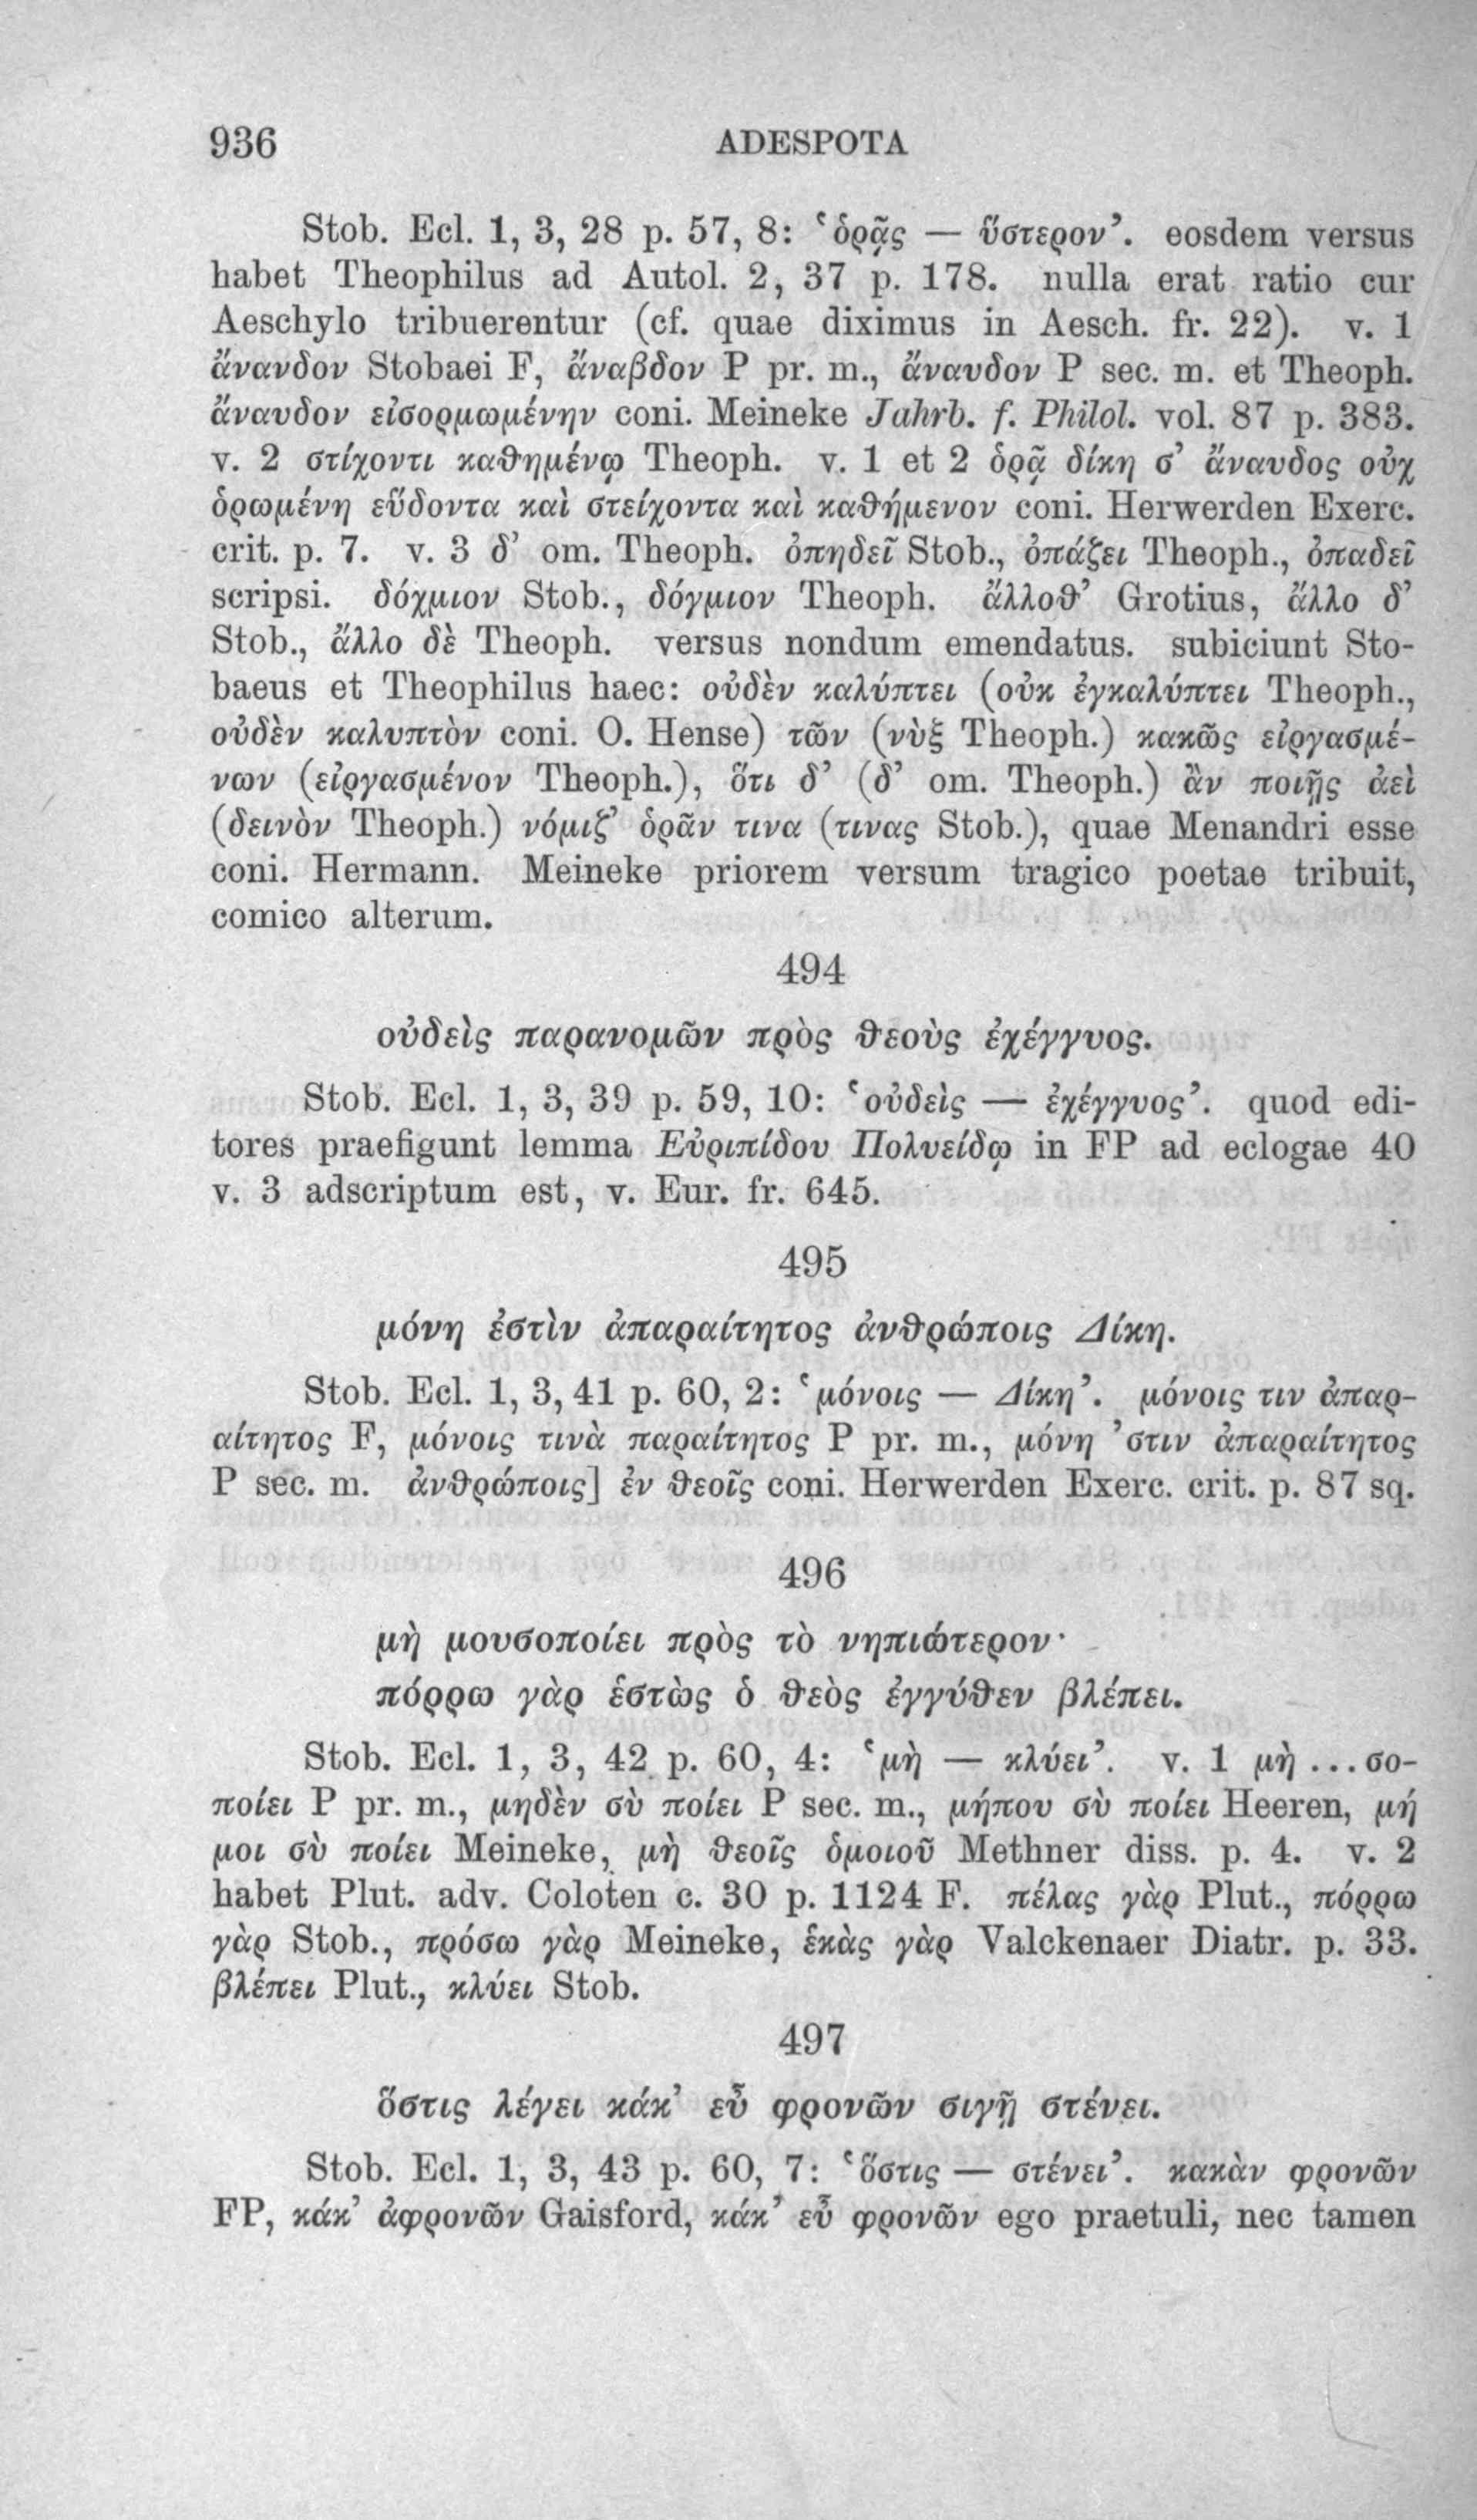 936
ADESPOTA
Stob. Ecl. 1, 3, 28 p. 57, 8: ‛ὁρᾷς — ὕστερον’. eosdem versus
habet Theophilus ad Autol. 2, 37 p. 178. nulla erat ratio cur
Aeschylo tribuerentur (cf. quae diximus in Aesch. fr. 22). v. 1
ἄνανδον Stobaei F, ἄναβδον P pr. m., ἄναυδον P sec. m. et Theoph.
ἄναυδον εἰσορμωμένην coni. Meineke Jahrb. f. Philol. vol. 87 p. 383.
v. 2 στίχοντι καθημένῳ Theoph. v. 1 et 2 ὁρᾷ δίκη σ’ ἄναυδος οὐχ
ὁρωμένη εὕδοντα καὶ στείχοντα καὶ καθήμενον coni. Herwerden Exerc.
crit. p. 7. v. 3 δ’ om. Theoph. ὀπηδεῖ Stob., ὀπάζει Theoph., ὀπαδεῖ
scripsi. δόχμιον Stob., δόγμιον Theoph. ἄλλοθ’ Grotius, ἄλλο δ’
Stob., ἄλλο δὲ Theoph. versus nondum emendatus. subiciunt Sto-
baeus et Theophilus haec: οὐδὲν καλύπτει (οὐκ ἐγκαλύπτει Theoph.,
οὐδὲν καλυπτὸν coni. O. Hense) τῶν (νὺξ Theoph.) κακῶς εἰργασμέ-
νων (εἰργασμένον Theoph.), ὅτι δ’ (δ’ om. Theoph.) ἂν ποιῇς ἀεὶ
(δεινὸν Theoph.) νόμιζ’ ὁρᾶν τινα (τινας Stob.), quae Menandri esse
coni. Hermann. Meineke priorem versum tragico poetae tribuit,
comico alterum.
494
οὐδεὶς παρανομῶν πρὸς θεοὺς ἐχέγγυος.
Stob. Ecl. 1, 3, 39 p. 59, 10: ‛οὐδεὶς — ἐχέγγυος’. quod edi-
tores praefigunt lemma Εὐριπίδου Πολυείδῳ in FP ad eclogae 40
v. 3 adscriptum est, v. Eur. fr. 645.
495
μόνη ἐστὶν ἀπαραίτητος ἀνθρώποις Δίκη.
Stob. Ecl. 1, 3, 41 p. 60, 2: ‛μόνοις — Δίκη’. μόνοις τιν ἀπαρ-
αίτητος F, μόνοις τινὰ παραίτητος P pr. m., μόνη ’στιν ἀπαραίτητος
P sec. m. ἀνθρώποις] ἐν θεοῖς coni. Herwerden Exerc. crit. p. 87 sq.
496
μὴ μουσοποίει πρὸς τὸ νηπιώτερον·
πόρρω γὰρ ἑστὼς ὁ θεὸς ἐγγύθεν βλέπει.
Stob. Ecl. 1, 3, 42 p. 60, 4: ‛μὴ — κλύει’. v. 1 μὴ ... σο-
ποίει P pr. m., μηδὲν σὺ ποίει P sec. m., μήπου σὺ ποίει Heeren, μή
μοι σὺ ποίει Meineke, μὴ θεοῖς ὁμοιοῦ Methner diss. p. 4. v. 2
habet Plut. adv. Coloten c. 30 p. 1124 F. πέλας γὰρ Plut., πόρρω
γὰρ Stob., πρόσω γὰρ Meineke, ἑκὰς γὰρ Valckenaer Diatr. p. 33.
βλέπει Plut., κλύει Stob.
497
ὅστις λέγει κάκ’ εὖ φρονῶν σιγῇ στένει.
Stob. Ecl. 1, 3, 43 p. 60, 7: ‛ὅστις — στένει’. κακὰν φρονῶν
FP, κάκ’ ἀφρονῶν Gaisford, κάκ’ εὖ φρονῶν ego praetuli, nec tamen